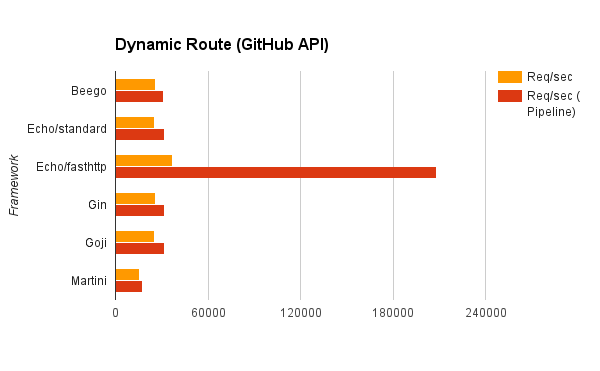 Dynamic Route (GitHub API)
Req/sec
Req/sec (
Pipeline)
Framework
Beego
Echo/standard
Echo/fasthttp
Gin
Goji
Martini
0 60000 120000 180000 240000